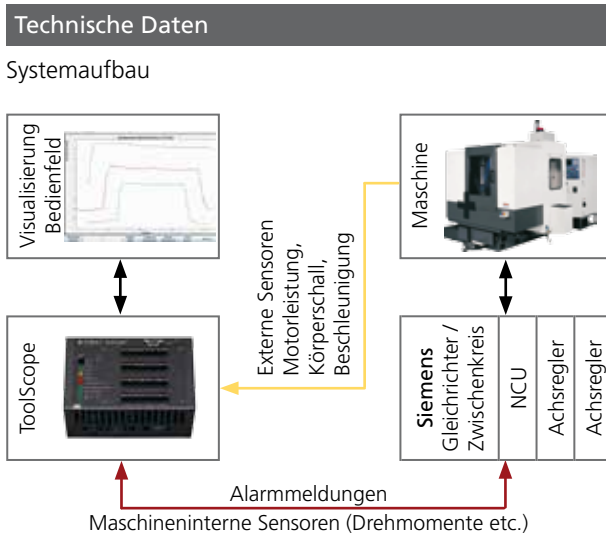 Technische Daten
Systemaufbau
Visualisierung
Bedienfeld
Maschine
Externe Sensoren
Motorleistung,
Körperschall,
Beschleunigung
ToolScope
Siemens
Gleichrichter /
Zwischenkreis
NCU
Achsregler
Achsregler
Alarmmeldungen
Maschineninterne Sensoren (Drehmomente etc.)